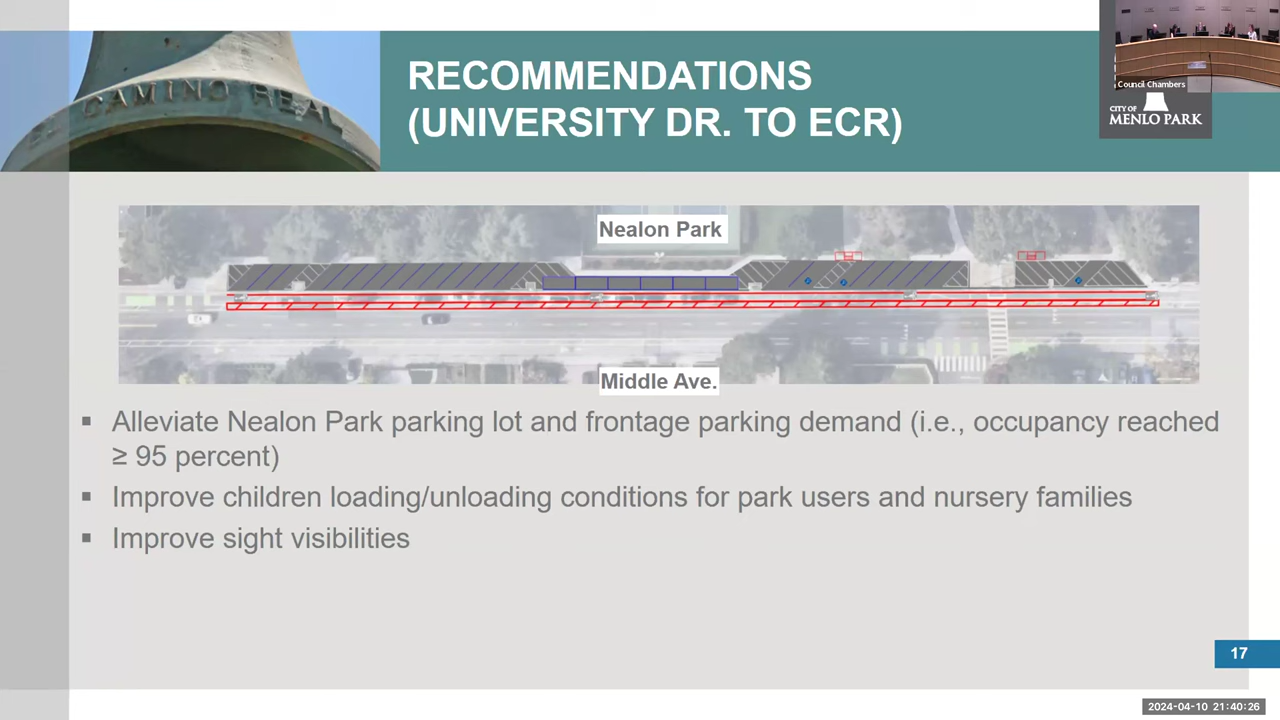 CAMINO REAL
RECOMMENDATIONS
(UNIVERSITY DR. TO ECR)
Council Chambers
CITY OF
MENLO PARK
Nealon Park
Middle Ave.
▪ Alleviate Nealon Park parking lot and frontage parking demand (i.e., occupancy reached
≥ 95 percent)
▪ Improve children loading/unloading conditions for park users and nursery families
▪ Improve sight visibilities
17
2024-04-10 21:40:26